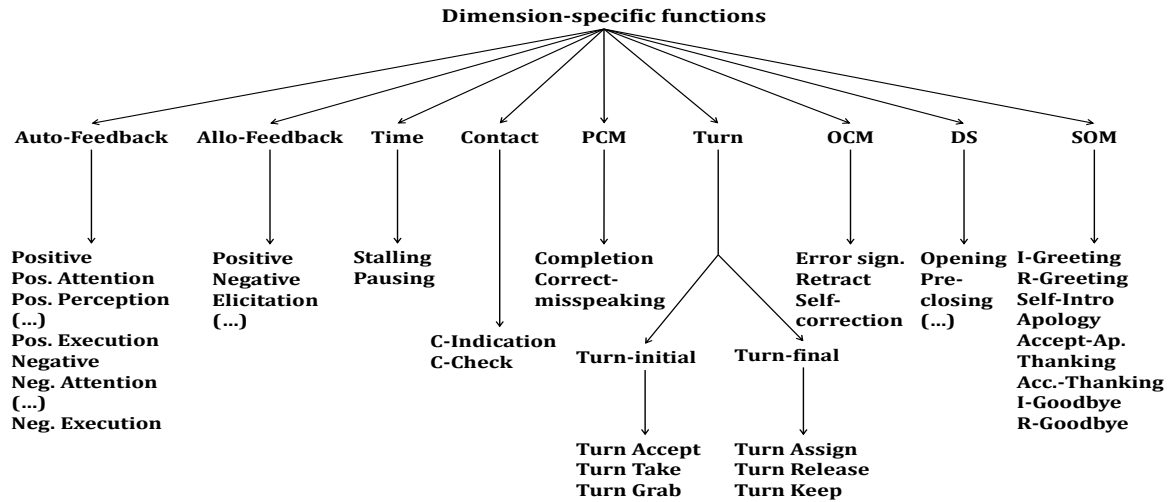 Dimension-specific functions
Auto-Feedback
Allo-Feedback
Time
Contact
PCM
Turn
OCM
DS
SOM
Positive
Pos. Attention
Pos. Perception
(...)
Pos. Execution
Negative
Neg. Attention
(...)
Neg. Execution
Positive
Negative
Elicitation
(...)
Stalling
Pausing
C-Indication
C-Check
Completion
Correct-
misspeaking
Turn-initial
Turn Accept
Turn Take
Turn Grab
Turn-final
Turn Assign
Turn Release
Turn Keep
Error sign.
Retract
Self-
correction
Opening
Pre-
closing
(...)
I-Greeting
R-Greeting
Self-Intro
Apology
Accept-Ap.
Thanking
Acc.-Thanking
I-Goodbye
R-Goodbye